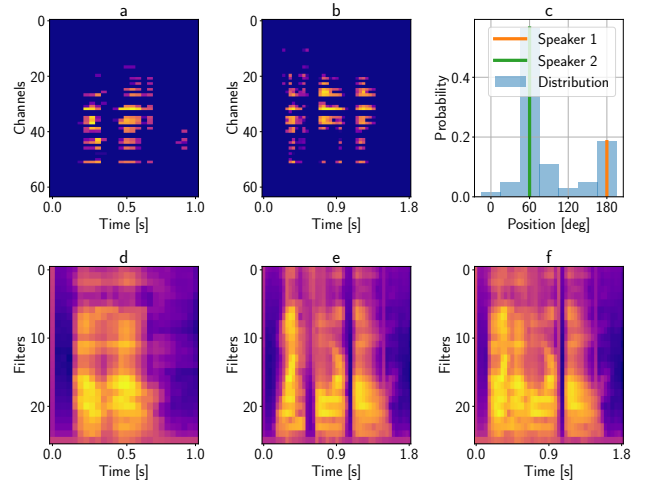 a
b
c
0
20
40
60
Channels
0.0
0.5
1.0
Time [s]
0
20
40
60
Channels
0.0
0.9
1.8
Time [s]
Speaker 1
Speaker 2
Distribution
0.4
0.2
0.0
Probability
0
60
120
180
Position [deg]
d
e
f
0
10
20
Filters
0.0
0.5
1.0
Time [s]
0
10
20
Filters
0.0
0.9
1.8
Time [s]
0
10
20
Filters
0.0
0.9
1.8
Time [s]